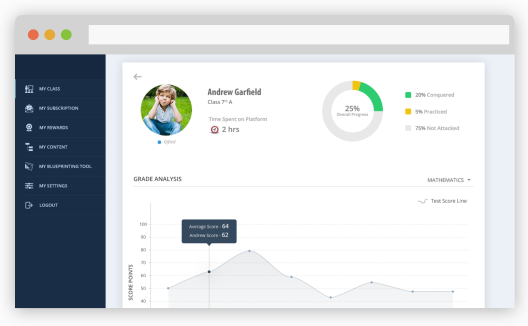 MY CLASS
MY SUBSCRIPTION
MY REWARDS
MY CONTENT
MY BLUEPRINTING TOOL
MY SETTINGS
LOGOUT
Andrew Garfield
Class 7th A
Time Spent on Platform
2 hrs
25%
Overall Progress
20% Conquered
5% Practiced
75% Not Attacked
GRADE ANALYSIS
MATHEMATICS
Test Score Line
Average Score - 64
Andrew Score - 62
SCORE POINTS
100
90
80
70
60
50
40